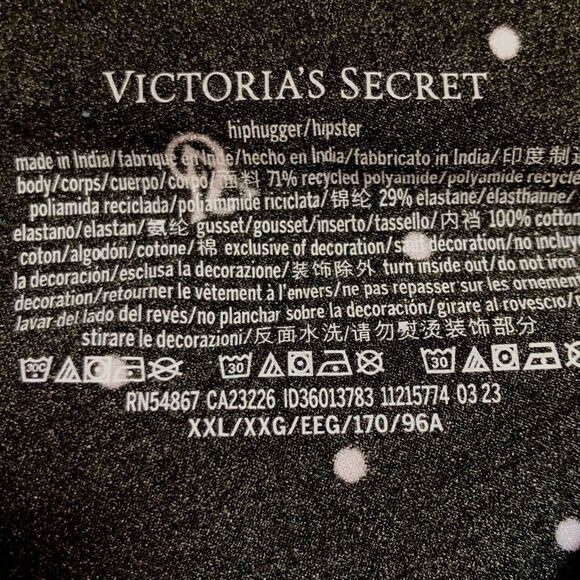 VICTORIA'S SECRET
hiphugger/hipster
made in India/fabriqué en Inde/hecho en India/fabbricato in India/印度制造
body/corps/cuerpo/corpo/面料 71% recycled polyamide/polyamide recyclé
poliamida reciclada/poliammide riciclata/锦纶 29% elastane/élasthanne/
elastano/elastan/氨纶 gusset/gousset/inserto/tassello/内裆 100% cotton
coton/algodón/cotone/棉 exclusive of decoration/sauf decoration/no incluye
la decoración/esclusa la decorazione/装饰除外 turn inside out/do not iron
decoration/retourner le vêtement à l'envers/ne pas repasser sur les ornements
lavar del lado del revés/no planchar sobre la decoración/girare al rovescio/
stirare le decorazioni/反面水洗/请勿熨烫装饰部分
30C 30 30
RN54867 CA23226 ID36013783 11215774 03 23
XXL/XXG/EEG/170/96A